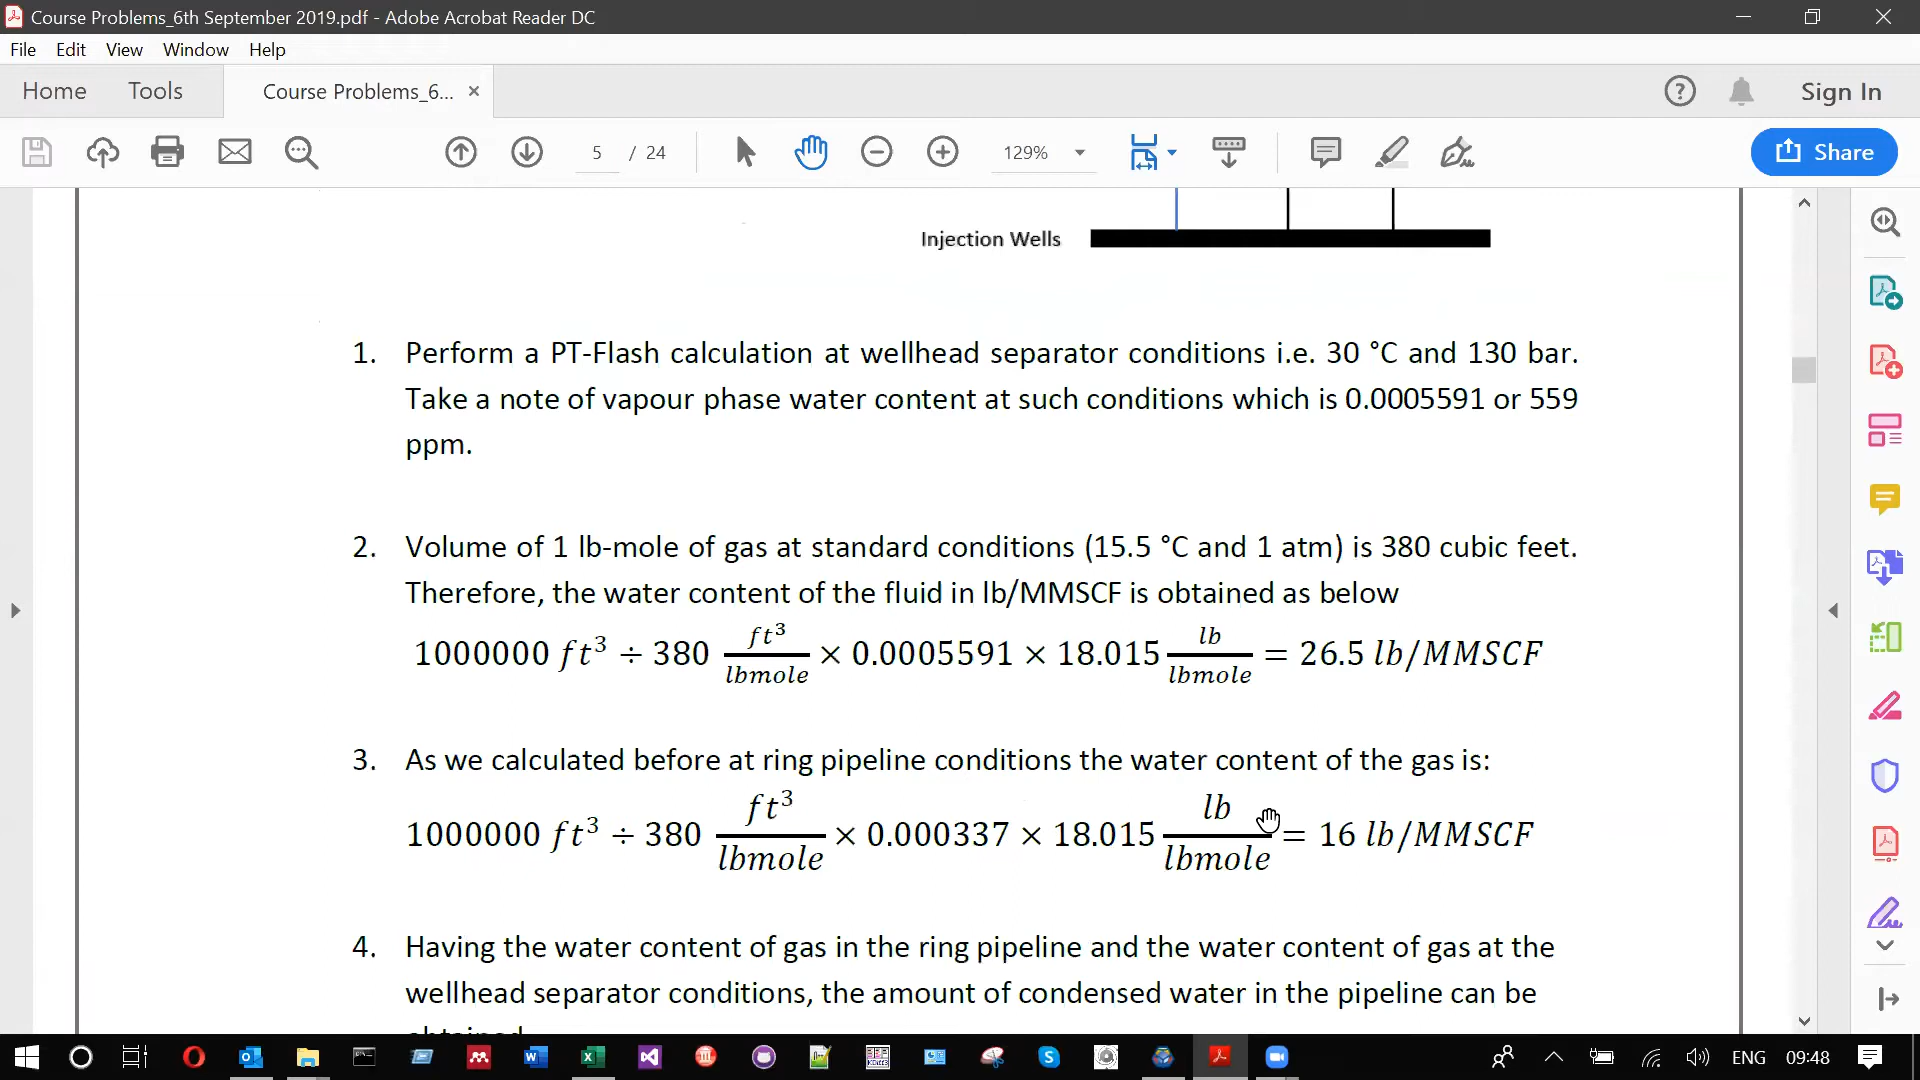 Course Problems_6th September 2019.pdf - Adobe Acrobat Reader DC
File Edit View Window Help
Home Tools Course Problems_6... × Sign In
5 / 24 129% Share
Injection Wells
1. Perform a PT-Flash calculation at wellhead separator conditions i.e. 30 °C and 130 bar.
Take a note of vapour phase water content at such conditions which is 0.0005591 or 559
ppm.
2. Volume of 1 lb-mole of gas at standard conditions (15.5 °C and 1 atm) is 380 cubic feet.
Therefore, the water content of the fluid in lb/MMSCF is obtained as below
1000000 ft³ ÷ 380 ft³/lbmole × 0.0005591 × 18.015 lb/lbmole = 26.5 lb/MMSCF
3. As we calculated before at ring pipeline conditions the water content of the gas is:
1000000 ft³ ÷ 380 ft³/lbmole × 0.000337 × 18.015 lb/lbmole = 16 lb/MMSCF
4. Having the water content of gas in the ring pipeline and the water content of gas at the
wellhead separator conditions, the amount of condensed water in the pipeline can be
obtained
ENG 09:48